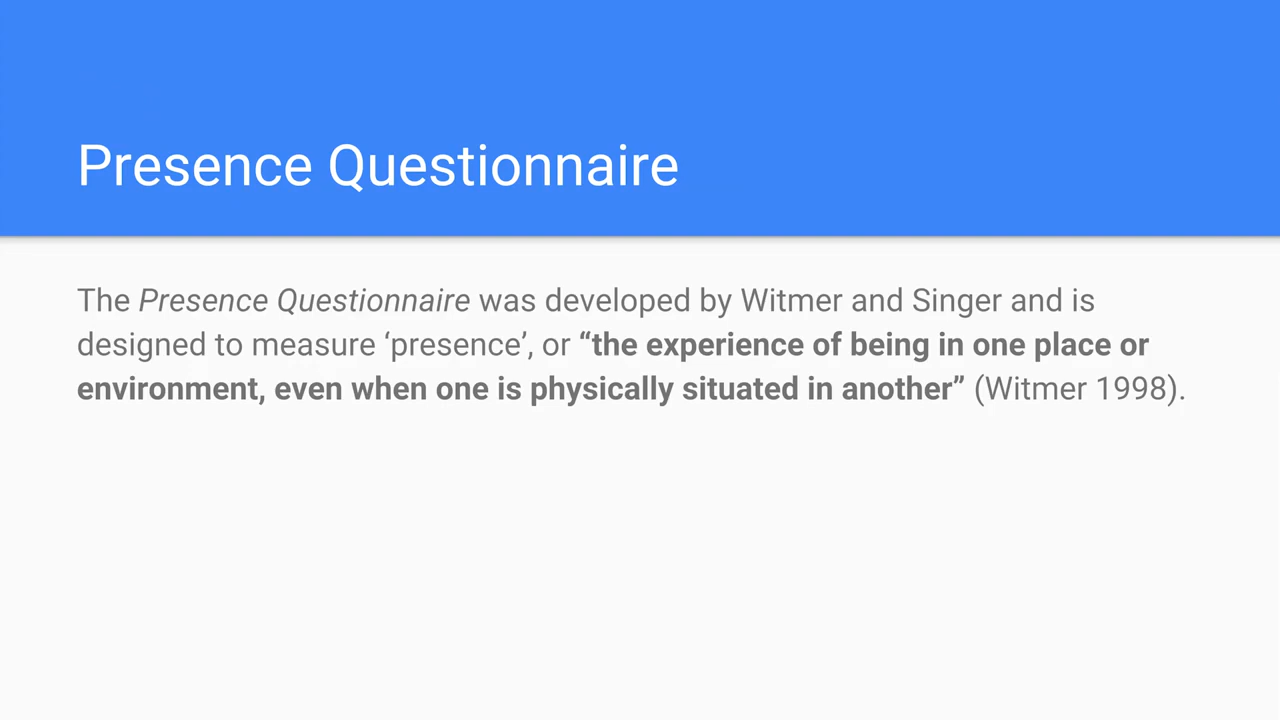 Presence Questionnaire
The Presence Questionnaire was developed by Witmer and Singer and is
designed to measure ‘presence’, or “the experience of being in one place or
environment, even when one is physically situated in another” (Witmer 1998).